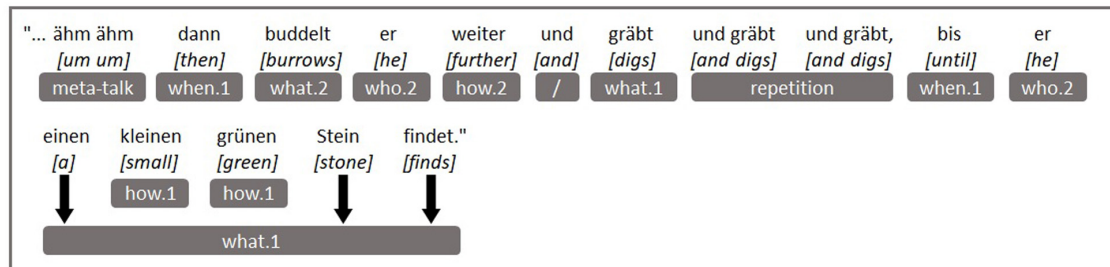 "... ähm ähm dann buddelt er weiter und gräbt und gräbt und gräbt, bis er
[um um] [then] [burrows] [he] [further] [and] [digs] [and digs] [and digs] [until] [he]
meta-talk when.1 what.2 who.2 how.2 / what.1 repetition when.1 who.2
einen kleinen grünen Stein findet."
[a] [small] [green] [stone] [finds]
how.1 how.1
what.1